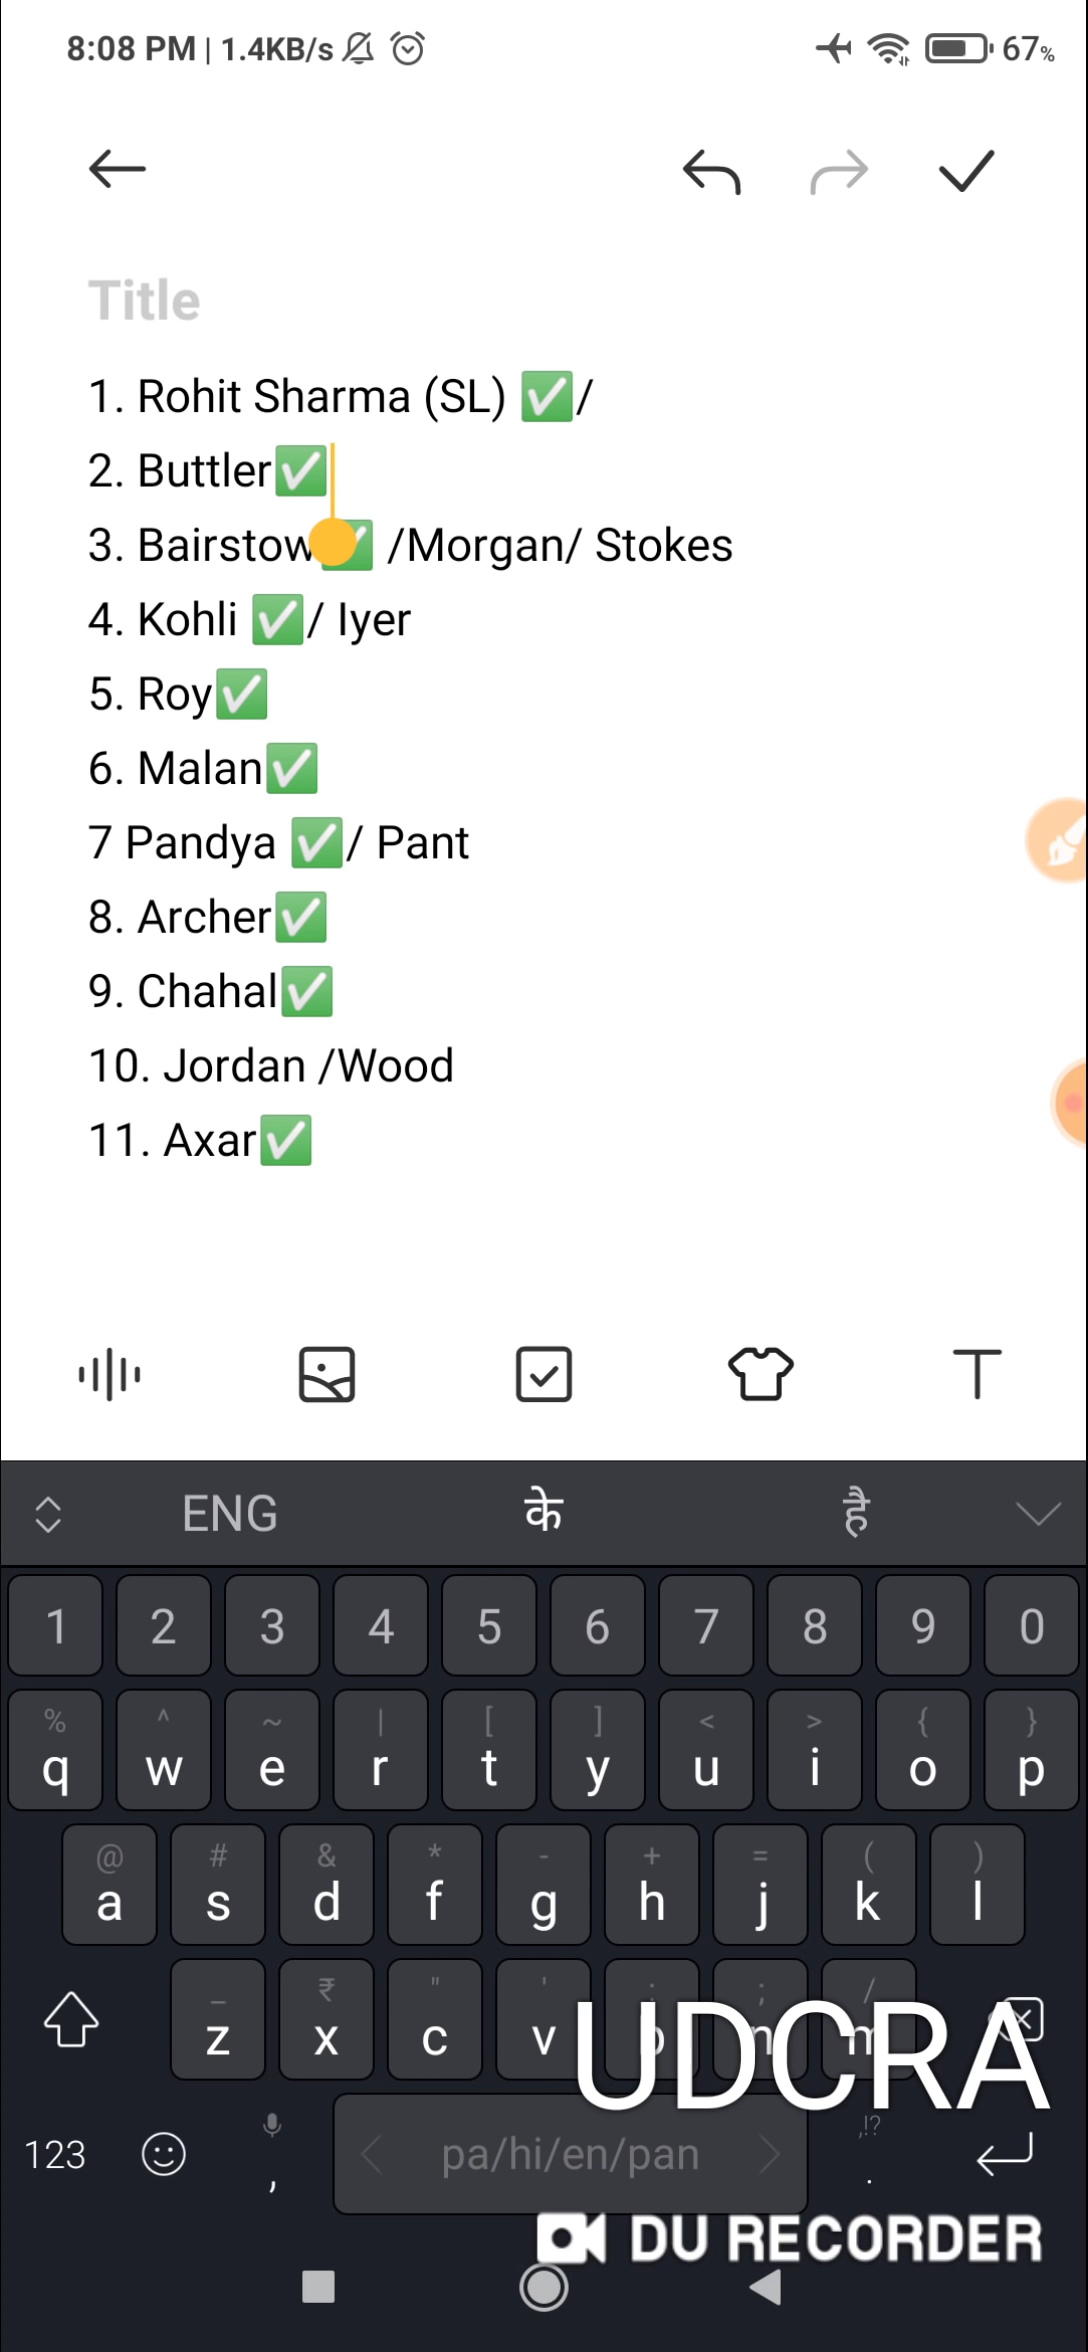 8:08 PM | 1.4KB/s 67%
Title
1. Rohit Sharma (SL) ✅/
2. Buttler✅
3. Bairstow✅ /Morgan/ Stokes
4. Kohli ✅/ Iyer
5. Roy✅
6. Malan✅
7 Pandya ✅/ Pant
8. Archer✅
9. Chahal✅
10. Jordan /Wood
11. Axar✅
T
ENG के है
1 2 3 4 5 6 7 8 9 0
% ^ ~ | [ ] < > { }
q w e r t y u i o p
@ # & * - + = ( )
a s d f g h j k l
_ ₹ " ' : ; /
z x c v b n m
UDCRA
123 , pa/hi/en/pan ,!? .
DU RECORDER